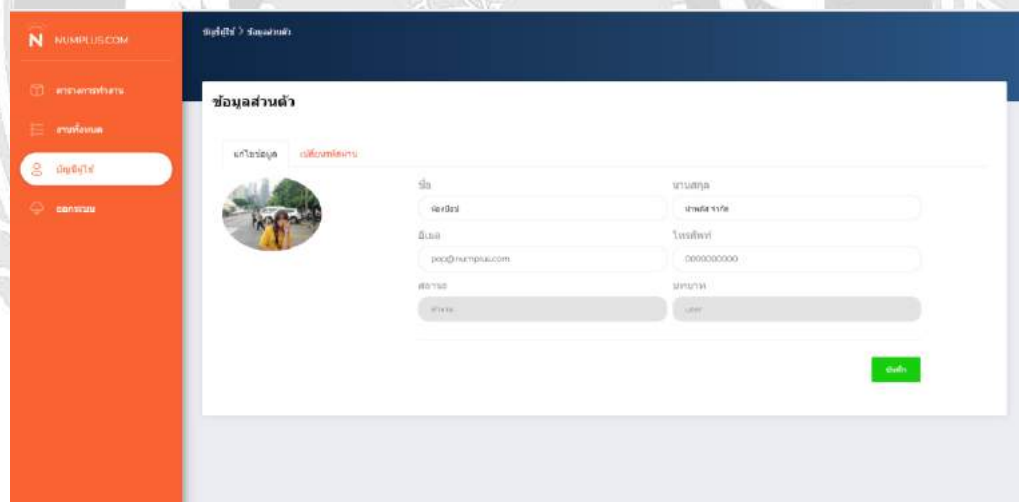 NUMPLUS.COM
บัญชีผู้ใช้ > ข้อมูลส่วนตัว
ตารางการทำงาน
งานทั้งหมด
บัญชีผู้ใช้
ออกระบบ
ข้อมูลส่วนตัว
แก้ไขข้อมูล
เปลี่ยนรหัสผ่าน
ชื่อ
นามสกุล
อีเมล
โทรศัพท์
pop@numplus.com
0000000000
สถานะ
บทบาท
user
บันทึก